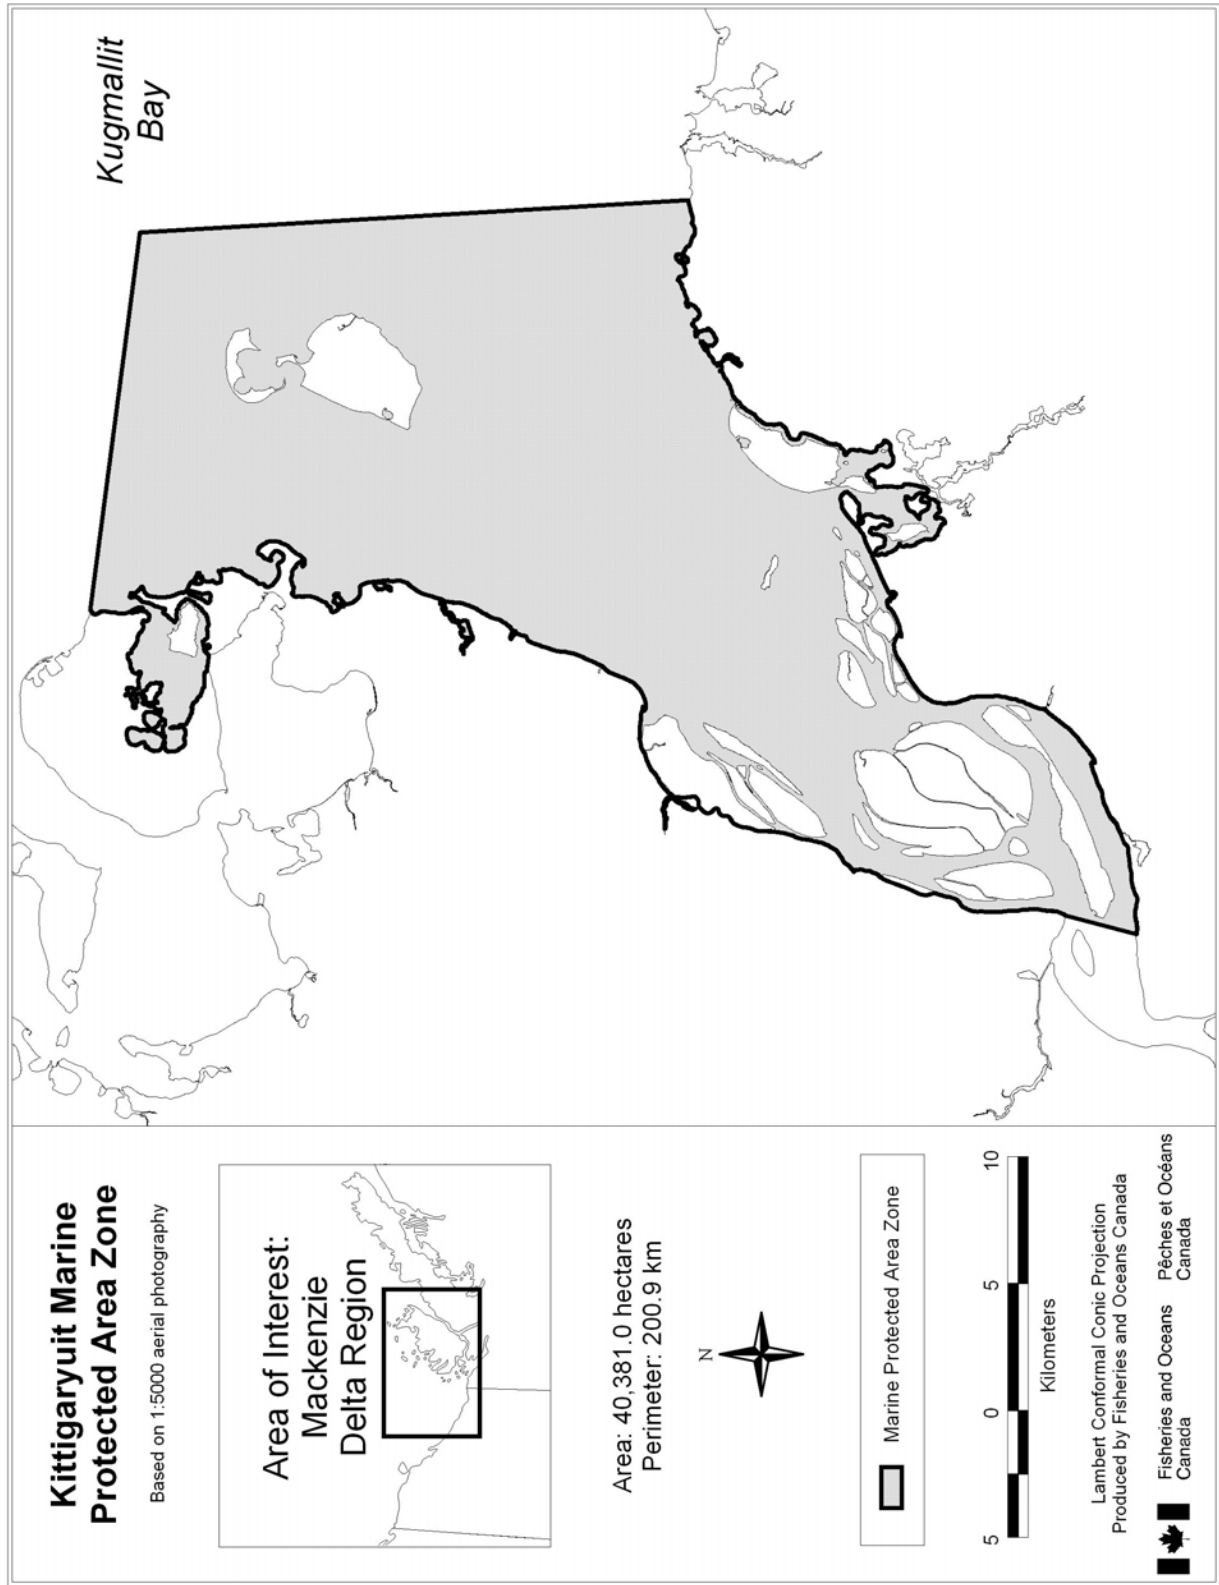 Kugmallit
Bay
Kittigaryuit Marine
Protected Area Zone
Based on 1:5000 aerial photography
Area of Interest:
Mackenzie
Delta Region
Area: 40,381.0 hectares
Perimeter: 200.9 km
N
Marine Protected Area Zone
5 0 5 10
Kilometers
Lambert Conformal Conic Projection
Produced by Fisheries and Oceans Canada
Fisheries and Oceans Pêches et Océans
Canada Canada